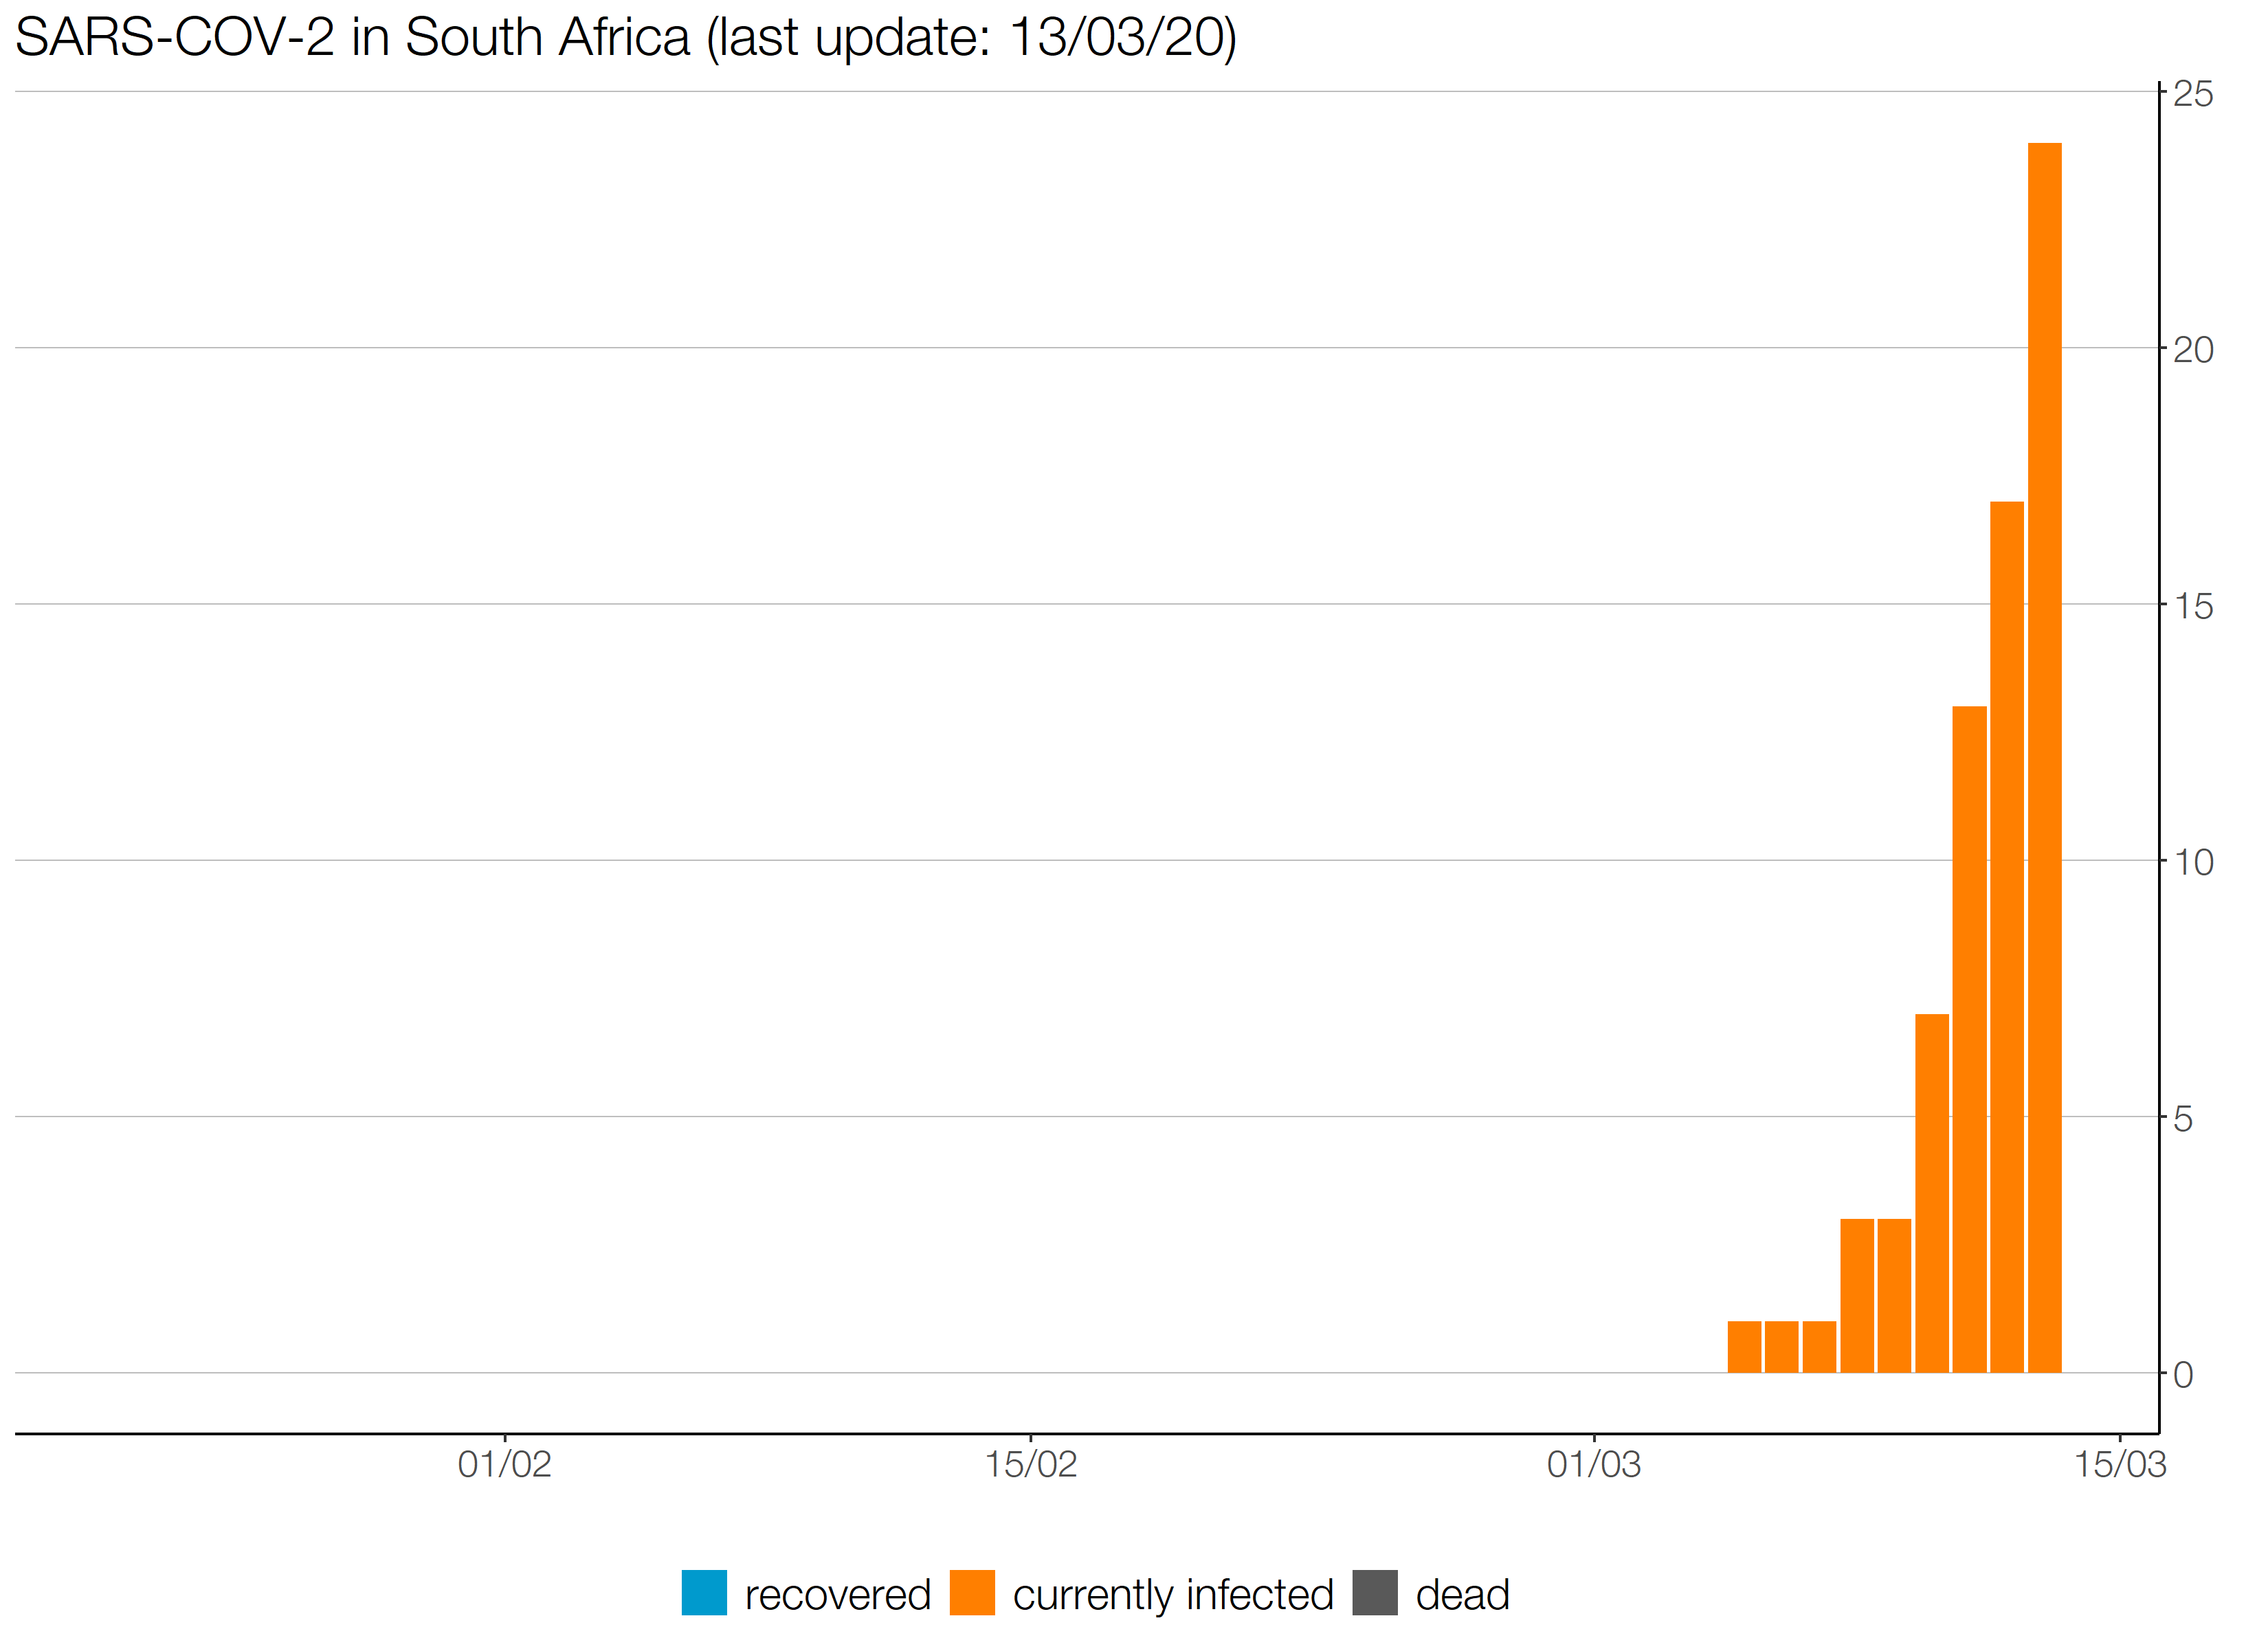 SARS-COV-2 in South Africa (last update: 13/03/20)
25
20
15
10
5
0
01/02 15/02 01/03 15/03
recovered currently infected dead